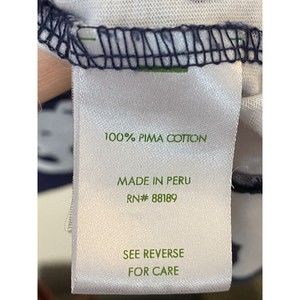 100% PIMA COTTON
MADE IN PERU
RN# 88189
SEE REVERSE
FOR CARE